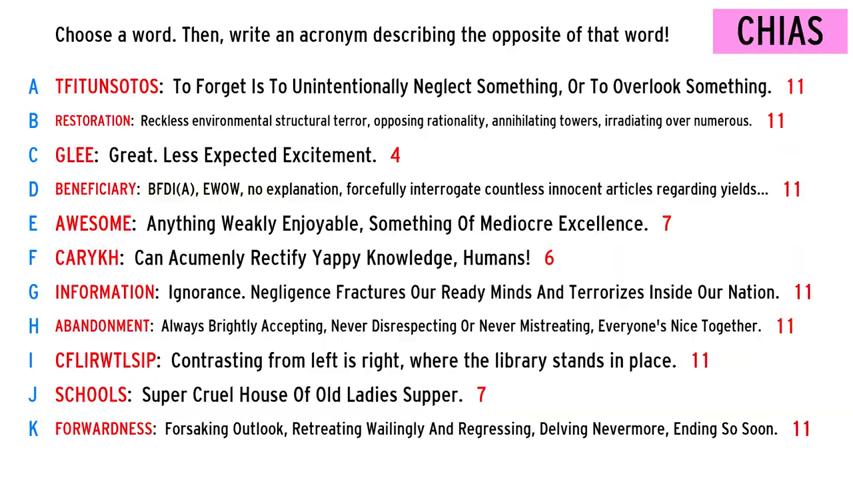 Choose a word. Then, write an acronym describing the opposite of that word! CHIAS
A TFITUNSOTOS: To Forget Is To Unintentionally Neglect Something, Or To Overlook Something. 11
B RESTORATION: Reckless environmental structural terror, opposing rationality, annihilating towers, irradiating over numerous. 11
C GLEE: Great. Less Expected Excitement. 4
D BENEFICIARY: BFDI(A), EWOW, no explanation, forcefully interrogate countless innocent articles regarding yields... 11
E AWESOME: Anything Weakly Enjoyable, Something Of Mediocre Excellence. 7
F CARYKH: Can Acumenly Rectify Yappy Knowledge, Humans! 6
G INFORMATION: Ignorance. Negligence Fractures Our Ready Minds And Terrorizes Inside Our Nation. 11
H ABANDONMENT: Always Brightly Accepting, Never Disrespecting Or Never Mistreating, Everyone's Nice Together. 11
I CFLIRWTLSIP: Contrasting from left is right, where the library stands in place. 11
J SCHOOLS: Super Cruel House Of Old Ladies Supper. 7
K FORWARDNESS: Forsaking Outlook, Retreating Wailingly And Regressing, Delving Nevermore, Ending So Soon. 11